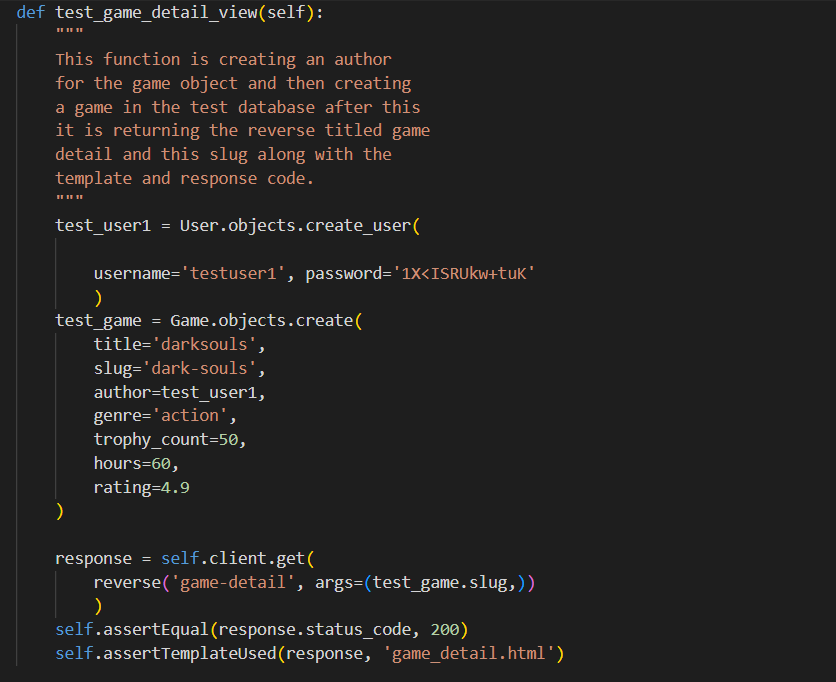 def test_game_detail_view(self):
"""
This function is creating an author
for the game object and then creating
a game in the test database after this
it is returning the reverse titled game
detail and this slug along with the
template and response code.
"""
test_user1 = User.objects.create_user(
username='testuser1', password='1X<ISRUkw+tuK'
)
test_game = Game.objects.create(
title='darksouls',
slug='dark-souls',
author=test_user1,
genre='action',
trophy_count=50,
hours=60,
rating=4.9
)
response = self.client.get(
reverse('game-detail', args=(test_game.slug,))
)
self.assertEqual(response.status_code, 200)
self.assertTemplateUsed(response, 'game_detail.html')